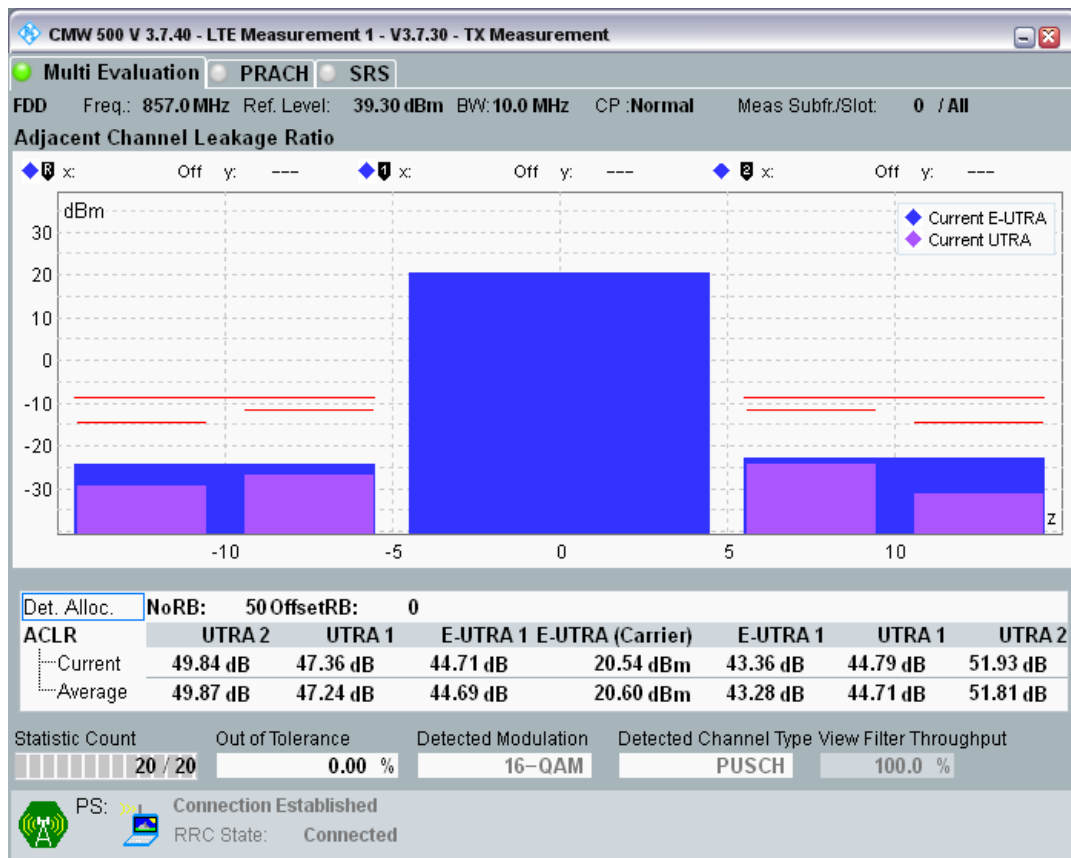 CMW 500 V 3.7.40 - LTE Measurement 1 - V3.7.30 - TX Measurement
Multi Evaluation PRACH SRS
FDD Freq.: 857.0 MHz Ref. Level: 39.30 dBm BW: 10.0 MHz CP :Normal Meas Subfr./Slot: 0 / All
Adjacent Channel Leakage Ratio
R x: Off y: --- 1 x: Off y: --- 2 x: Off y: ---
dBm
Current E-UTRA
Current UTRA
30
20
10
0
-10
-20
-30
z
-10 -5 0 5 10
Det. Alloc. NoRB: 50 OffsetRB: 0
ACLR UTRA 2 UTRA 1 E-UTRA 1 E-UTRA (Carrier) E-UTRA 1 UTRA 1 UTRA 2
Current 49.84 dB 47.36 dB 44.71 dB 20.54 dBm 43.36 dB 44.79 dB 51.93 dB
Average 49.87 dB 47.24 dB 44.69 dB 20.60 dBm 43.28 dB 44.71 dB 51.81 dB
Statistic Count Out of Tolerance Detected Modulation Detected Channel Type View Filter Throughput
20 / 20 0.00 % 16-QAM PUSCH 100.0 %
PS: Connection Established
RRC State: Connected